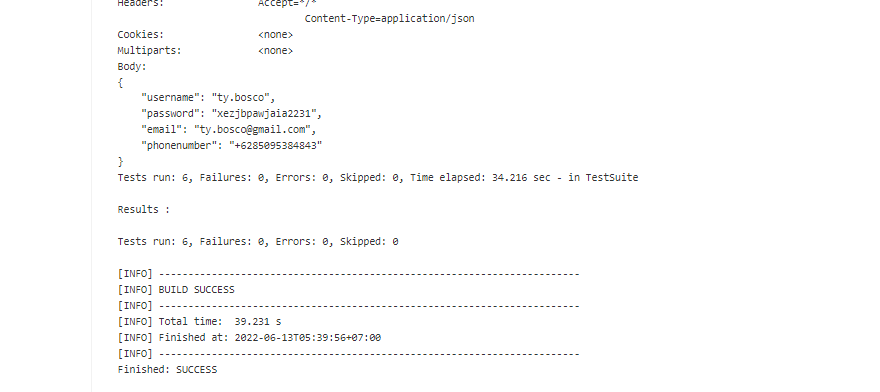 Headers: Accept=*/*
Content-Type=application/json
Cookies: <none>
Multiparts: <none>
Body:
{
"username": "ty.bosco",
"password": "xezjbpawjaia2231",
"email": "ty.bosco@gmail.com",
"phonenumber": "+6285095384843"
}
Tests run: 6, Failures: 0, Errors: 0, Skipped: 0, Time elapsed: 34.216 sec - in TestSuite
Results :
Tests run: 6, Failures: 0, Errors: 0, Skipped: 0
[INFO] ------------------------------------------------------------------------
[INFO] BUILD SUCCESS
[INFO] ------------------------------------------------------------------------
[INFO] Total time: 39.231 s
[INFO] Finished at: 2022-06-13T05:39:56+07:00
[INFO] ------------------------------------------------------------------------
Finished: SUCCESS